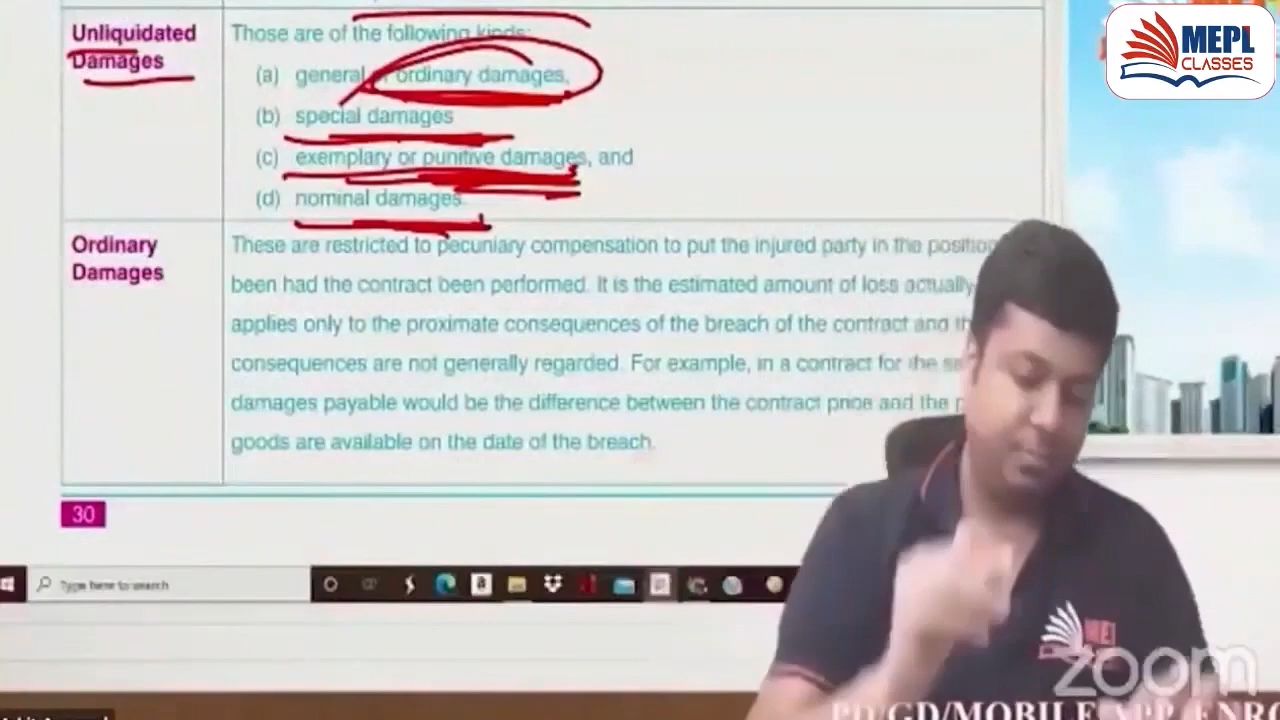 MEPL
CLASSES
Unliquidated
Damages
Those are of the following kinds:
(a) general or ordinary damages,
(b) special damages
(c) exemplary or punitive damages, and
(d) nominal damages.
Ordinary
Damages
These are restricted to pecuniary compensation to put the injured party in the position
been had the contract been performed. It is the estimated amount of loss actually
applies only to the proximate consequences of the breach of the contract and
consequences are not generally regarded. For example, in a contract for the
damages payable would be the difference between the contract price and the
goods are available on the date of the breach.
30
Type here to search
zoom
PD/GD/MOBILE APP/ENRO